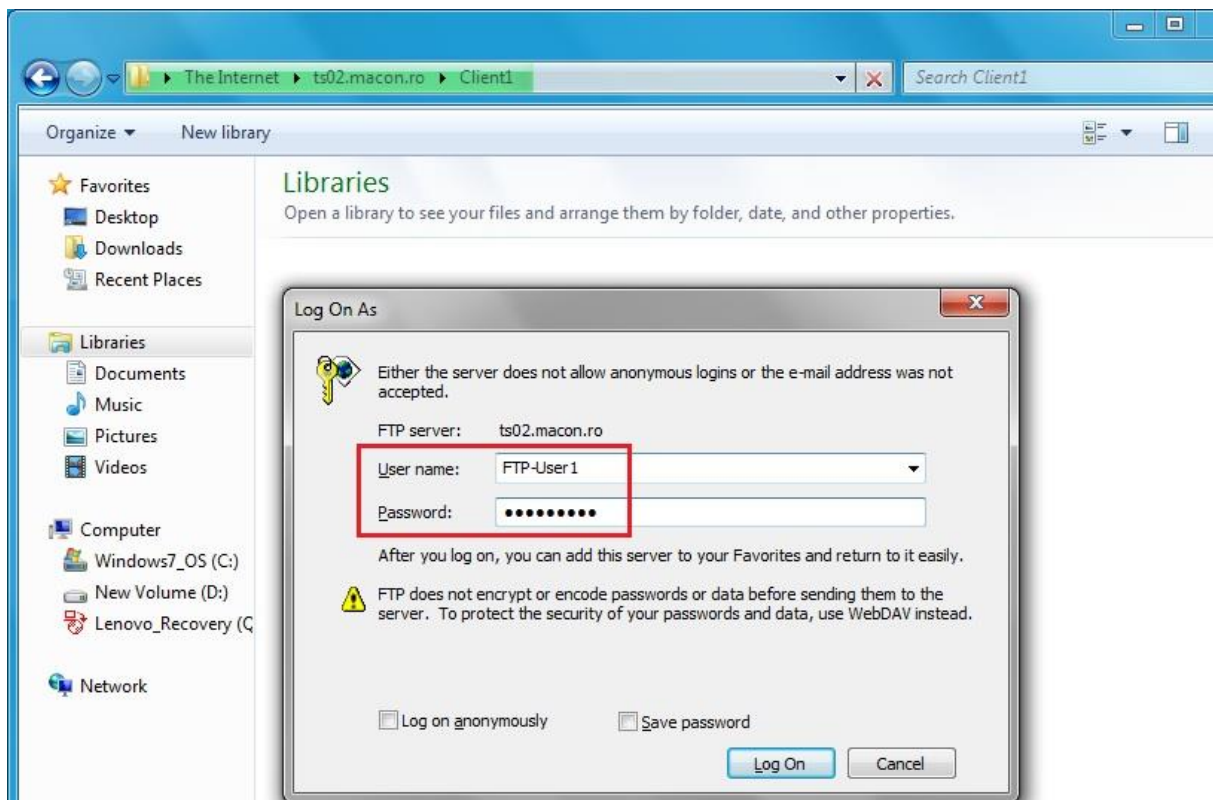 The Internet ts02.macon.ro Client1
Search Client1
Organize
New library
Favorites
Desktop
Downloads
Recent Places
Libraries
Documents
Music
Pictures
Videos
Computer
Windows7_OS (C:)
New Volume (D:)
Lenovo_Recovery (Q
Network
Libraries
Open a library to see your files and arrange them by folder, date, and other properties.
Log On As
Either the server does not allow anonymous logins or the e-mail address was not
accepted.
FTP server: ts02.macon.ro
User name: FTP-User1
Password: •••••••••
After you log on, you can add this server to your Favorites and return to it easily.
FTP does not encrypt or encode passwords or data before sending them to the
server. To protect the security of your passwords and data, use WebDAV instead.
Log on anonymously
Save password
Log On
Cancel